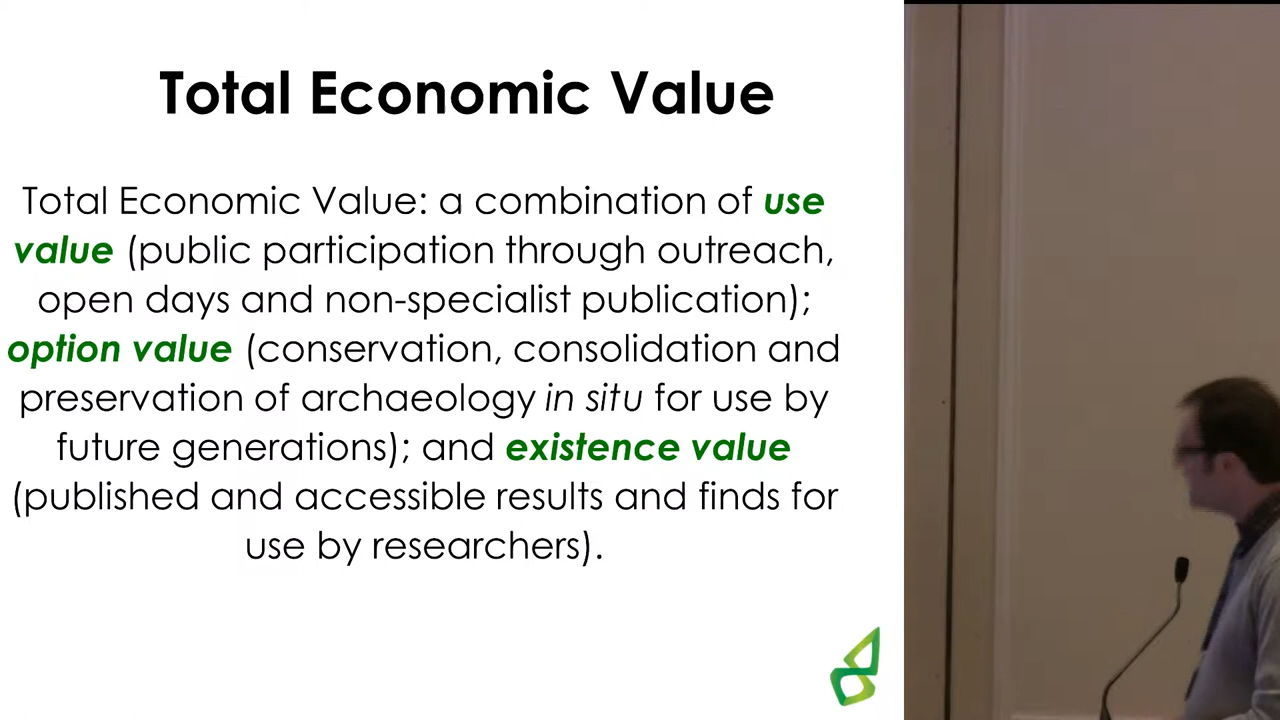 Total Economic Value
Total Economic Value: a combination of use
value (public participation through outreach,
open days and non-specialist publication);
option value (conservation, consolidation and
preservation of archaeology in situ for use by
future generations); and existence value
(published and accessible results and finds for
use by researchers).